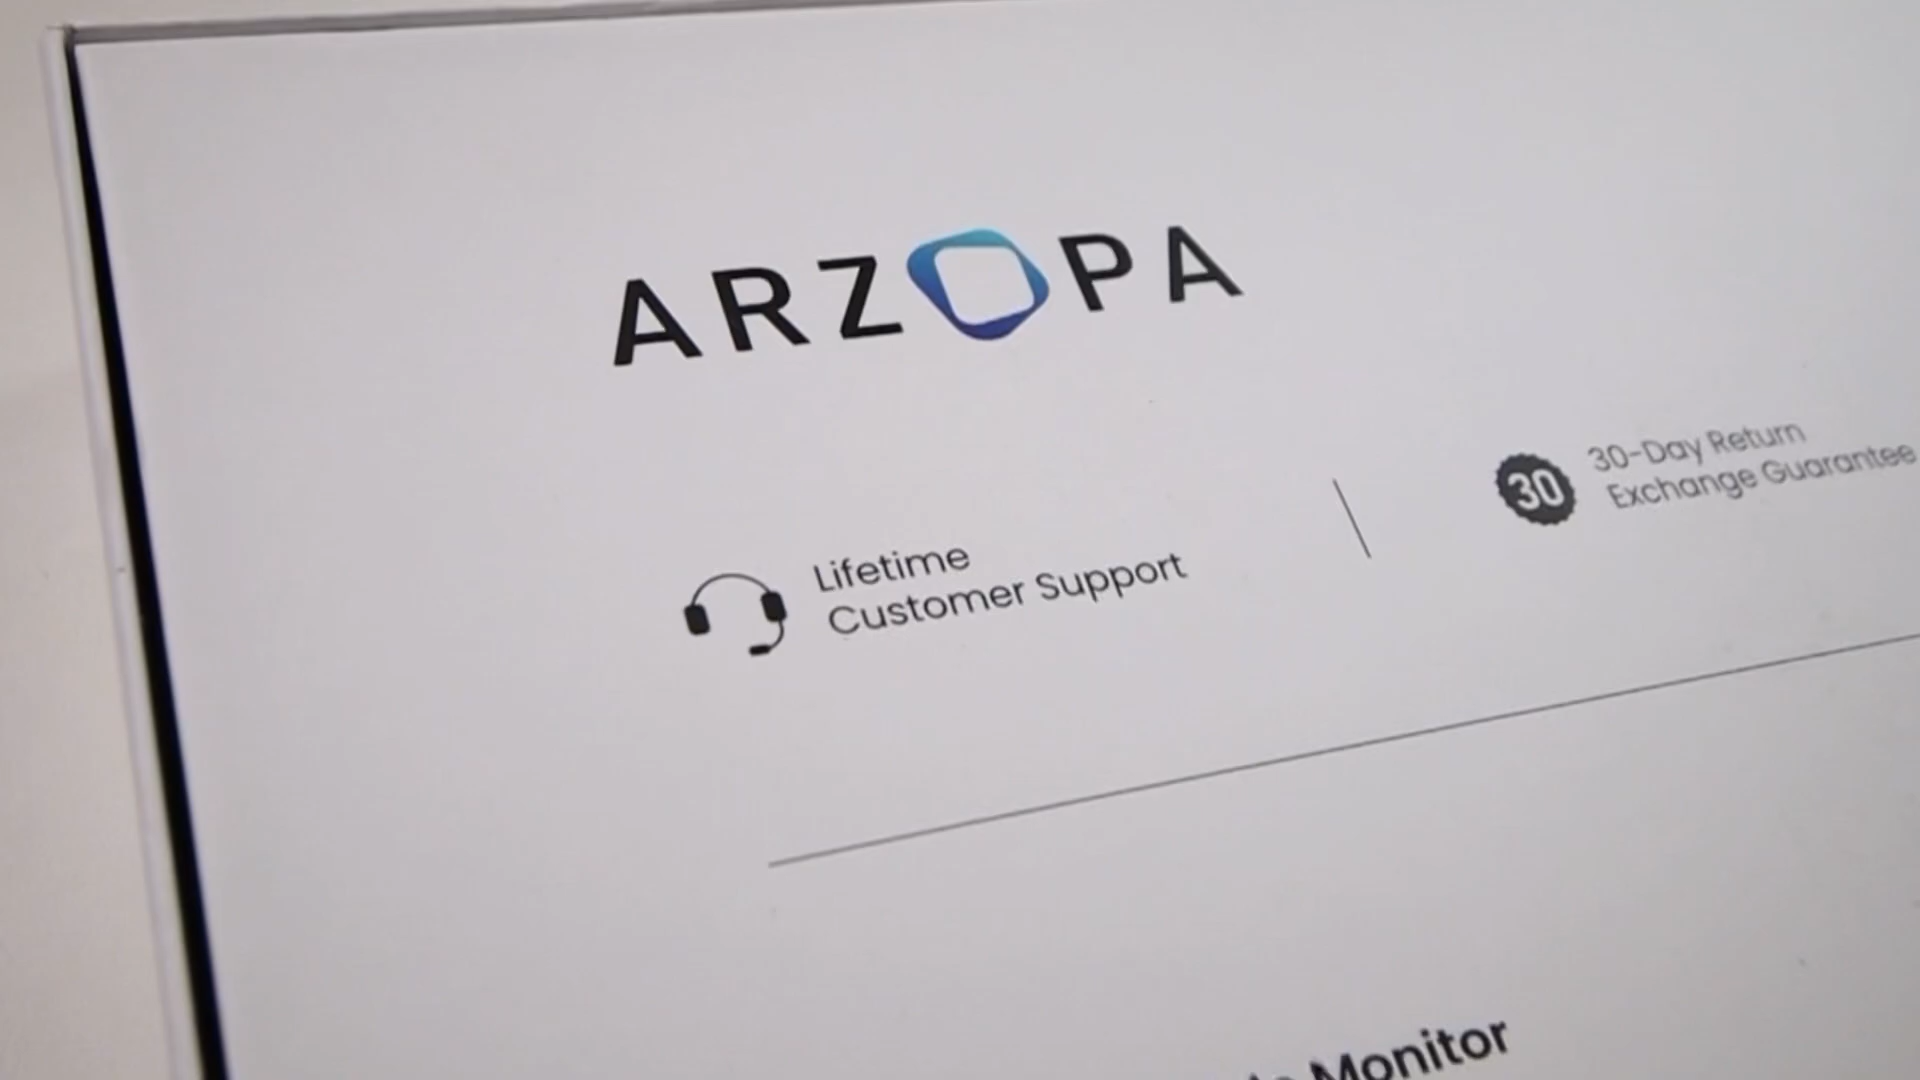 ARZOPA
Lifetime
Customer Support
30
30-Day Return
Exchange Guarantee
Monitor